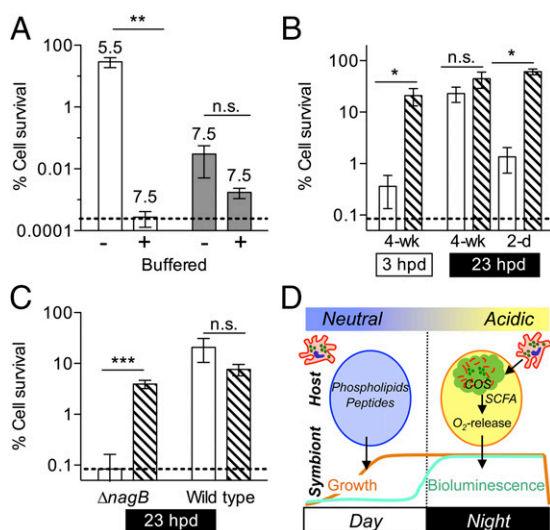 A
% Cell survival
100
1
0.01
0.0001
5.5
**
7.5
n.s.
7.5
7.5
- + - +
Buffered
B
% Cell survival
100
10
1
0.1
*
n.s.
*
4-wk 4-wk 2-d
3 hpd 23 hpd
C
% Cell survival
100
10
1
0.1
***
n.s.
ΔnagB Wild type
23 hpd
D
Neutral Acidic
Host
Symbiont
Phospholipids
Peptides
COS
SCFA
O2-release
Growth
Bioluminescence
Day Night